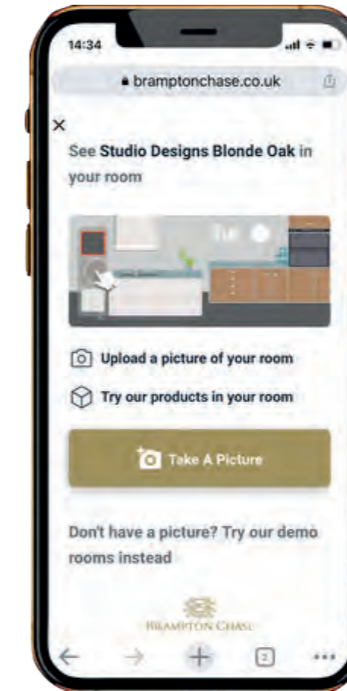 14:34
bramptonchase.co.uk
See Studio Designs Blonde Oak in
your room
Upload a picture of your room
Try our products in your room
Take A Picture
Don't have a picture? Try our demo
rooms instead
BRAMPTON CHASE
2